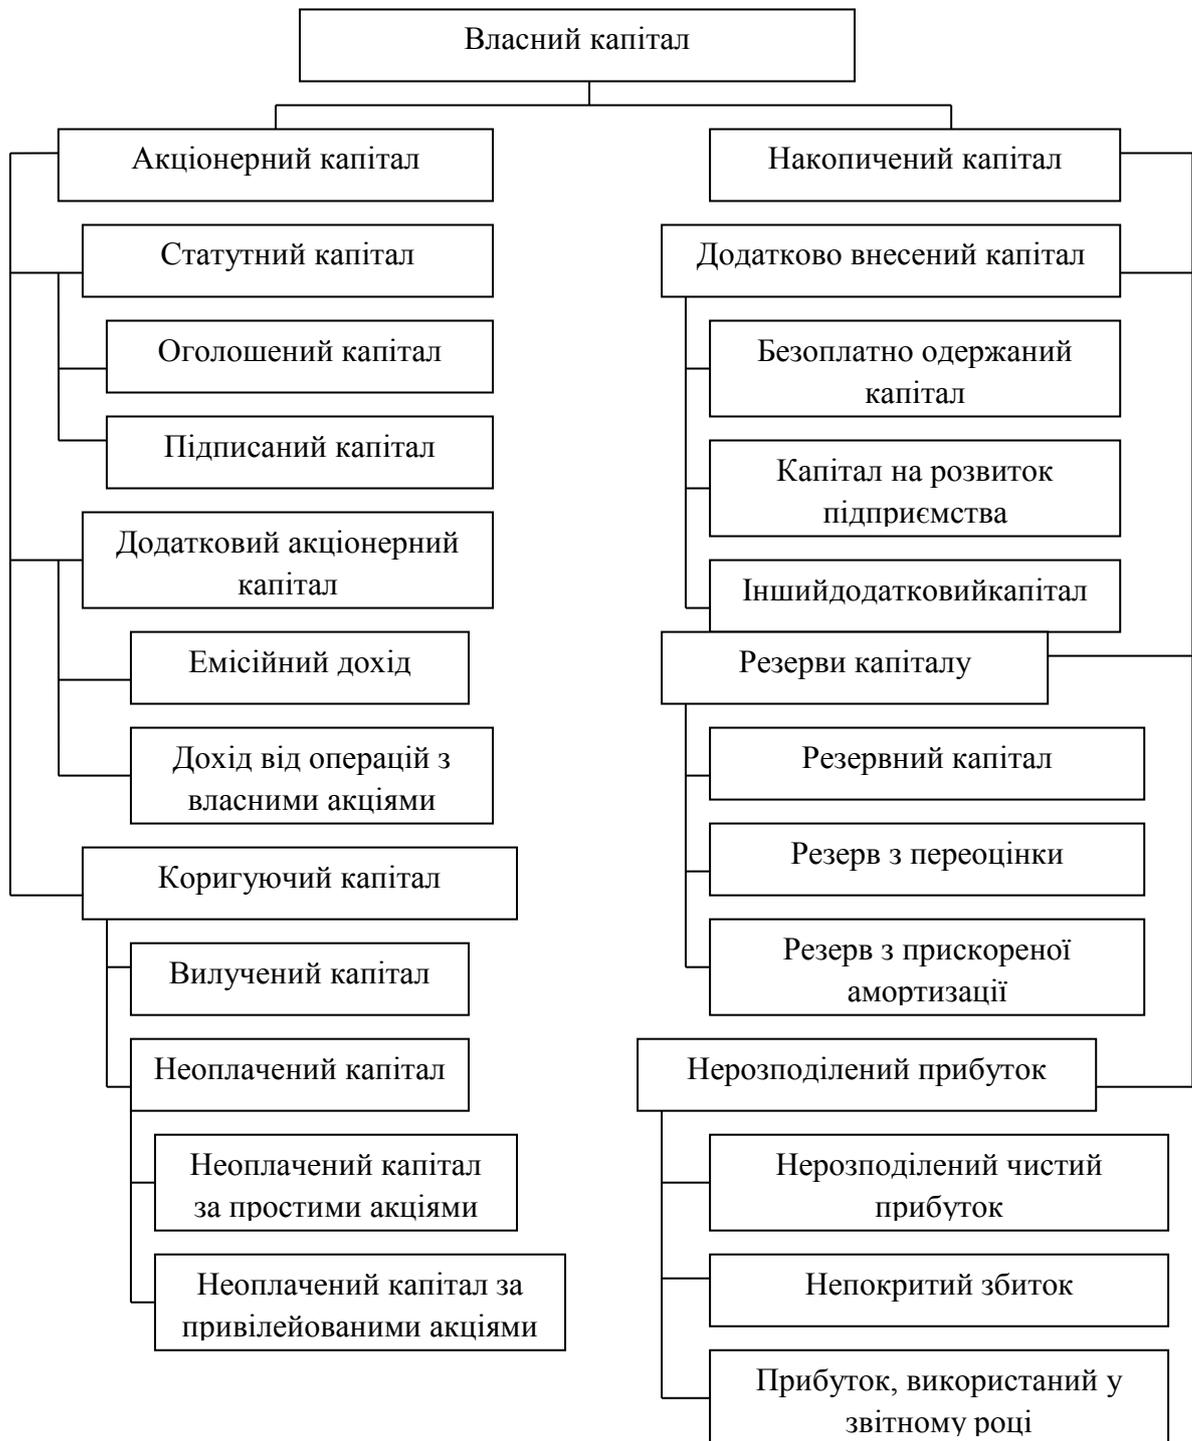 Власний капітал
Акціонерний капітал
Статутний капітал
Оголошений капітал
Підписаний капітал
Додатковий акціонерний
капітал
Емісійний дохід
Дохід від операцій з
власними акціями
Коригуючий капітал
Вилучений капітал
Неоплачений капітал
Неоплачений капітал
за простими акціями
Неоплачений капітал за
привілейованими акціями
Накопичений капітал
Додатково внесений капітал
Безоплатно одержаний
капітал
Капітал на розвиток
підприємства
Іншийдодатковийкапітал
Резерви капіталу
Резервний капітал
Резерв з переоцінки
Резерв з прискореної
амортизації
Нерозподілений прибуток
Нерозподілений чистий
прибуток
Непокритий збиток
Прибуток, використаний у
звітному році